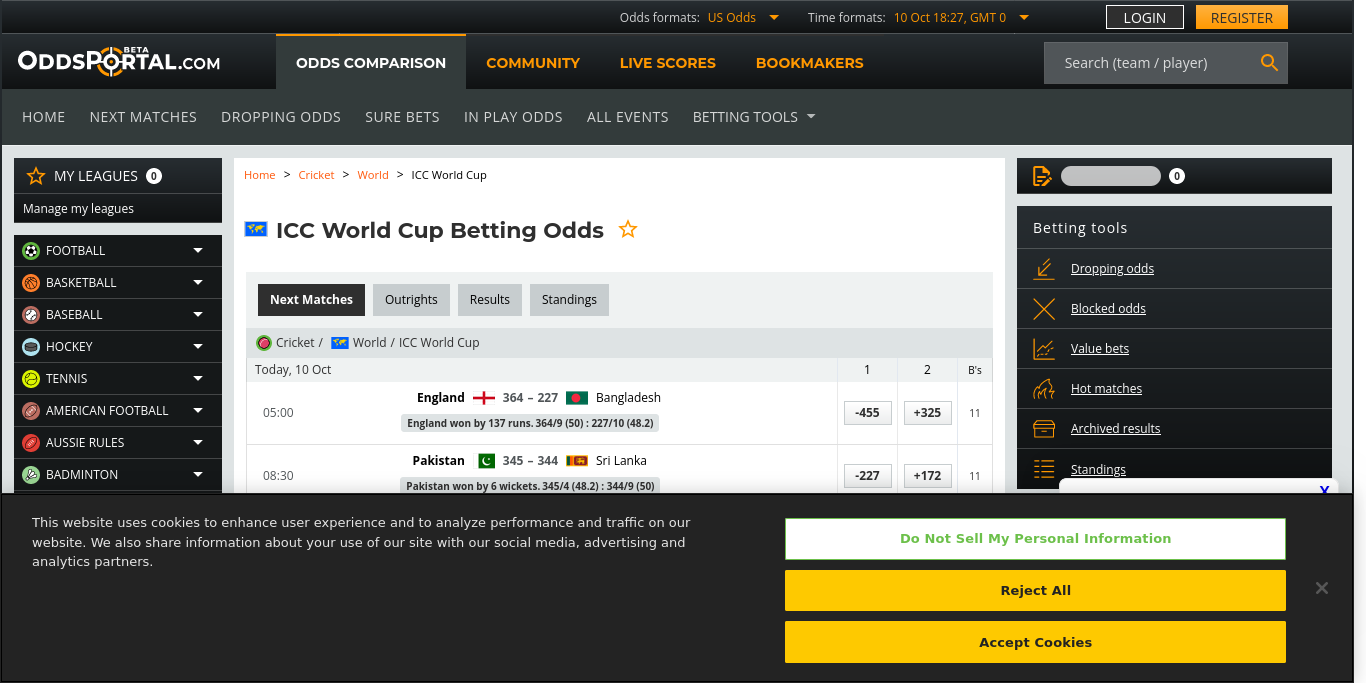 Odds formats: US Odds Time formats: 10 Oct 18:27, GMT 0 LOGIN REGISTER
ODDSPORTAL.COM BETA ODDS COMPARISON COMMUNITY LIVE SCORES BOOKMAKERS Search (team / player)
HOME NEXT MATCHES DROPPING ODDS SURE BETS IN PLAY ODDS ALL EVENTS BETTING TOOLS
MY LEAGUES 0
Manage my leagues
FOOTBALL
BASKETBALL
BASEBALL
HOCKEY
TENNIS
AMERICAN FOOTBALL
AUSSIE RULES
BADMINTON
Home > Cricket > World > ICC World Cup
ICC World Cup Betting Odds
Next Matches Outrights Results Standings
Cricket / World / ICC World Cup
Today, 10 Oct 1 2 B's
England 364 – 227 Bangladesh
05:00 -455 +325 11
England won by 137 runs. 364/9 (50) : 227/10 (48.2)
Pakistan 345 – 344 Sri Lanka
08:30 -227 +172 11
Pakistan won by 6 wickets. 345/4 (48.2) : 344/9 (50)
0
Betting tools
Dropping odds
Blocked odds
Value bets
Hot matches
Archived results
Standings
X
This website uses cookies to enhance user experience and to analyze performance and traffic on our
website. We also share information about your use of our site with our social media, advertising and
analytics partners.
Do Not Sell My Personal Information
Reject All
Accept Cookies